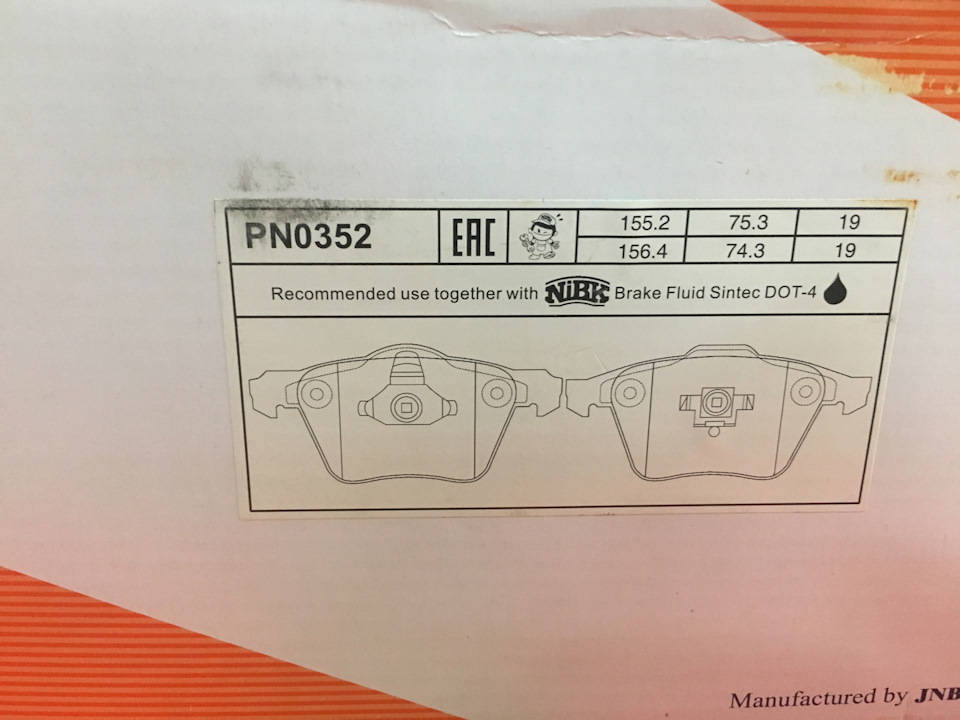 PN0352 EAC 155.2 75.3 19
156.4 74.3 19
Recommended use together with NiBK Brake Fluid Sintec DOT-4
Manufactured by JNB